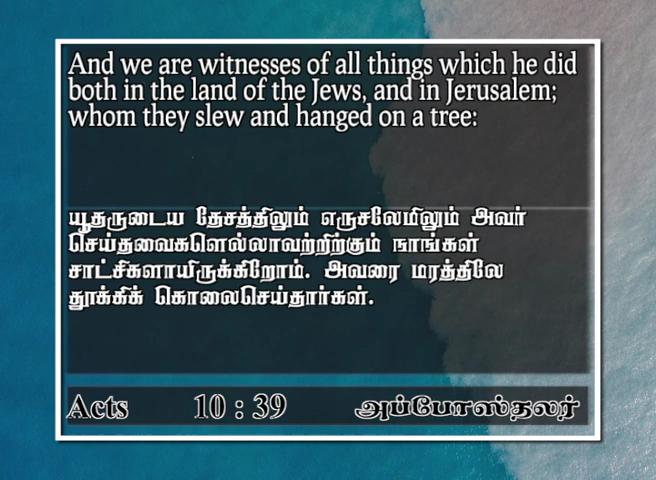 And we are witnesses of all things which he did
both in the land of the Jews, and in Jerusalem;
whom they slew and hanged on a tree:
யூதருடைய தேசத்திலும் எருசலேமிலும் அவர்
செய்தவைகளெல்லாவற்றிற்கும் நாங்கள்
சாட்சிகளாயிருக்கிறோம். அவரை மரத்திலே
தூக்கிக் கொலைசெய்தார்கள்.
Acts 10 : 39 அப்போஸ்தலர்